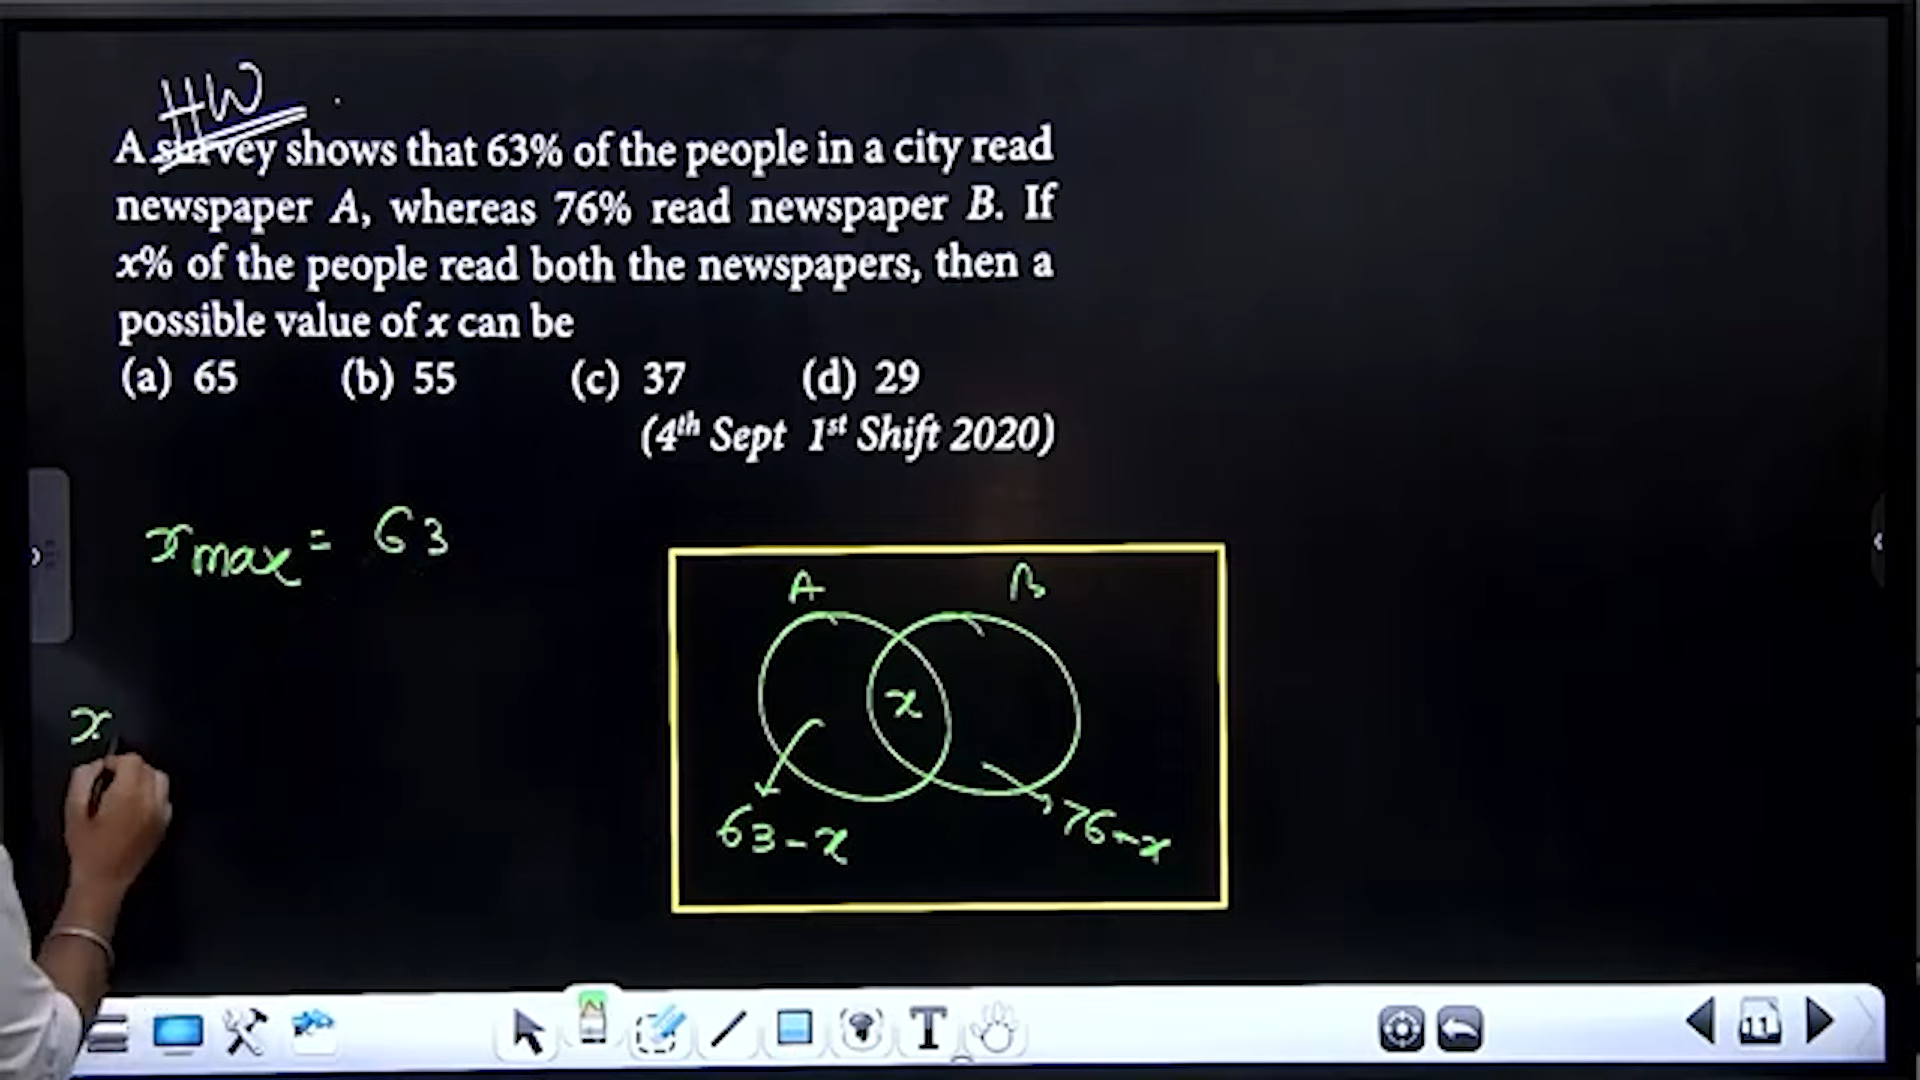 HW
A survey shows that 63% of the people in a city read
newspaper A, whereas 76% read newspaper B. If
x% of the people read both the newspapers, then a
possible value of x can be
(a) 65 (b) 55 (c) 37 (d) 29
(4th Sept 1st Shift 2020)
xmax = 63
A B
x
x
63-x
76-x
T
11